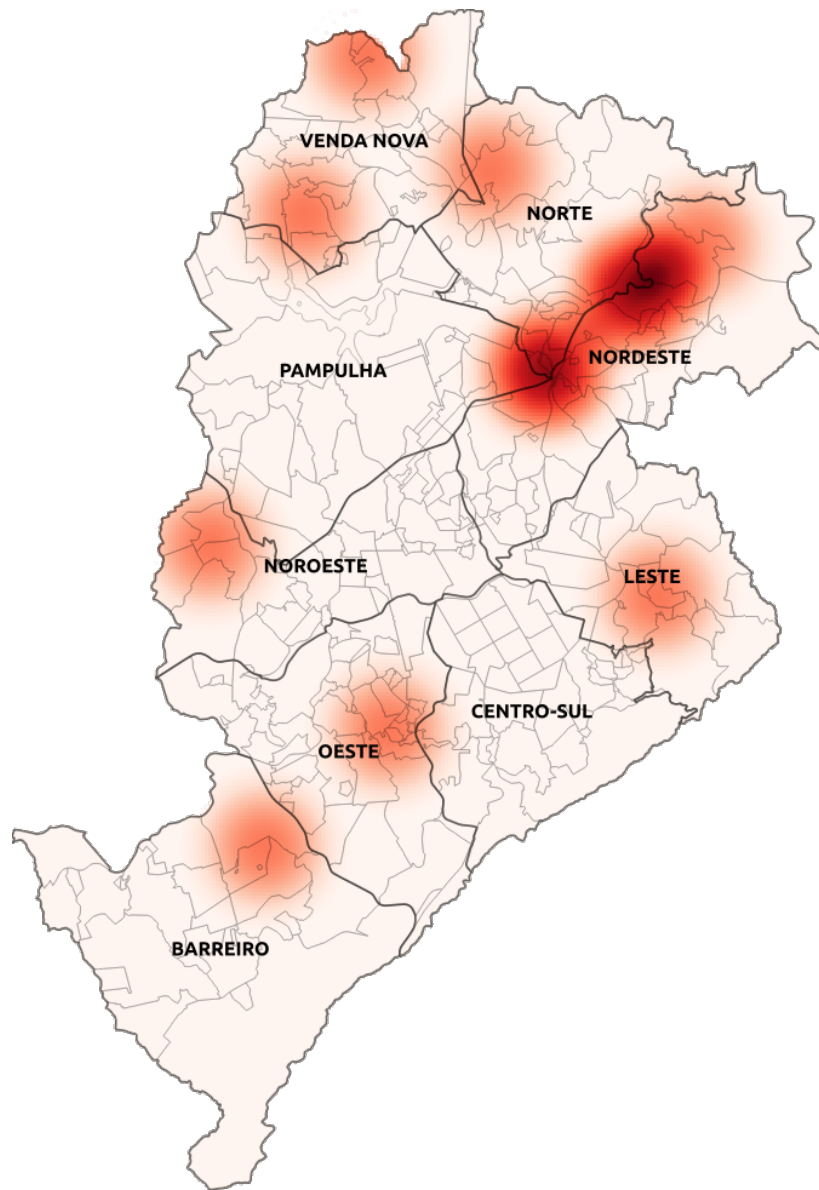 VENDA NOVA
NORTE
NORDESTE
PAMPULHA
NOROESTE
LESTE
CENTRO-SUL
OESTE
BARREIRO